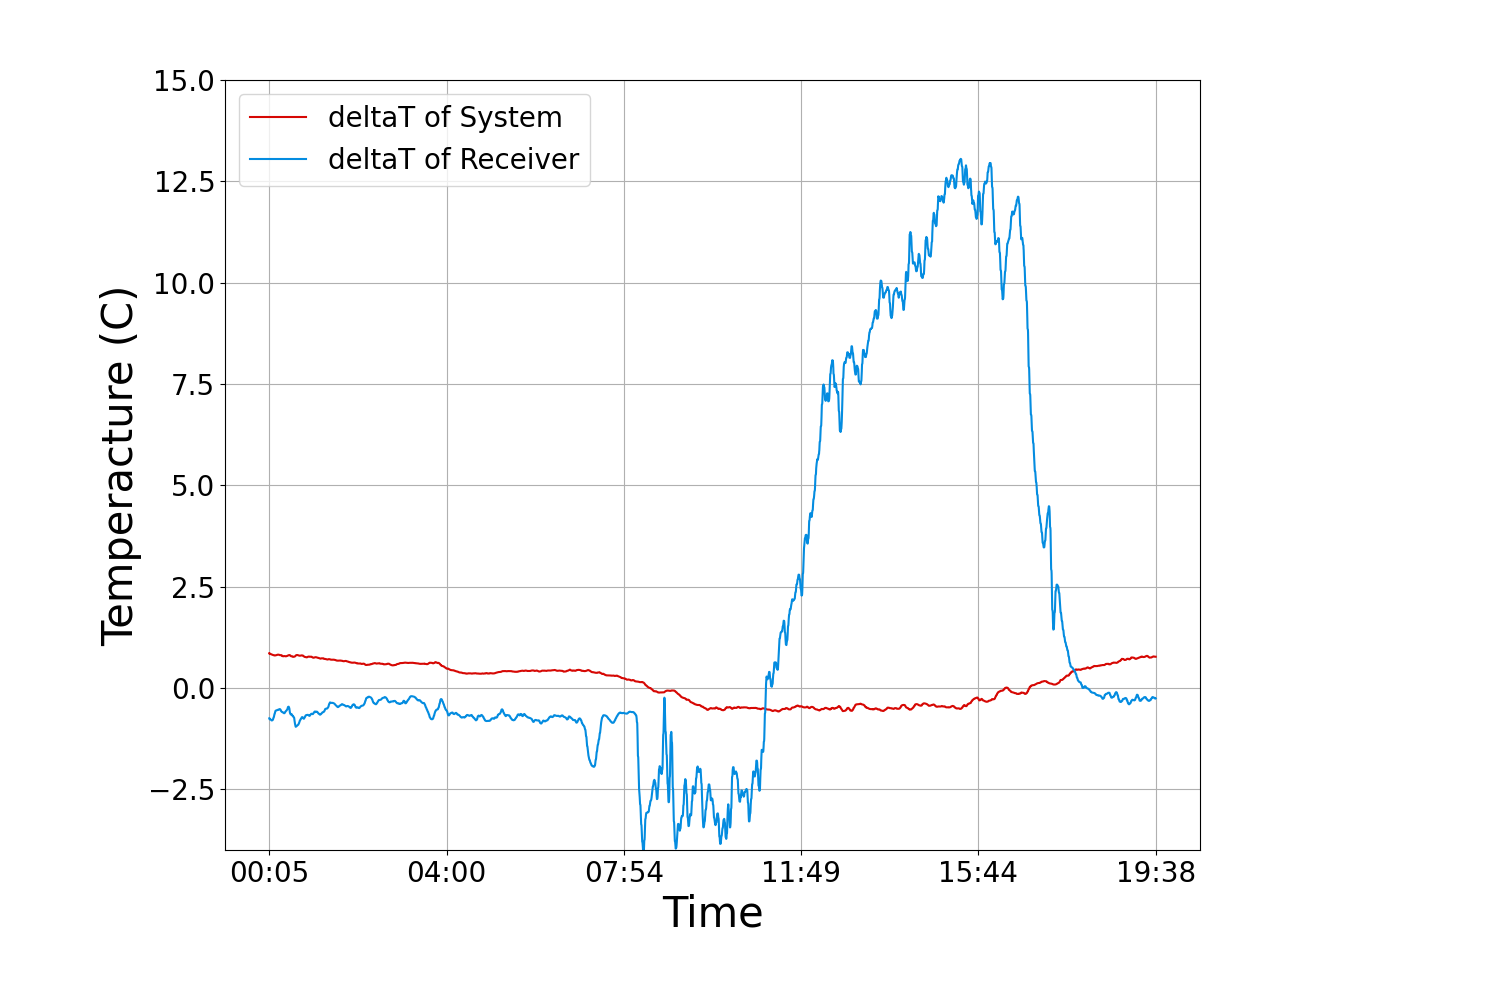 15.0
12.5
10.0
7.5
5.0
2.5
0.0
−2.5
Temperacture (C)
deltaT of System
deltaT of Receiver
00:05 04:00 07:54 11:49 15:44 19:38
Time